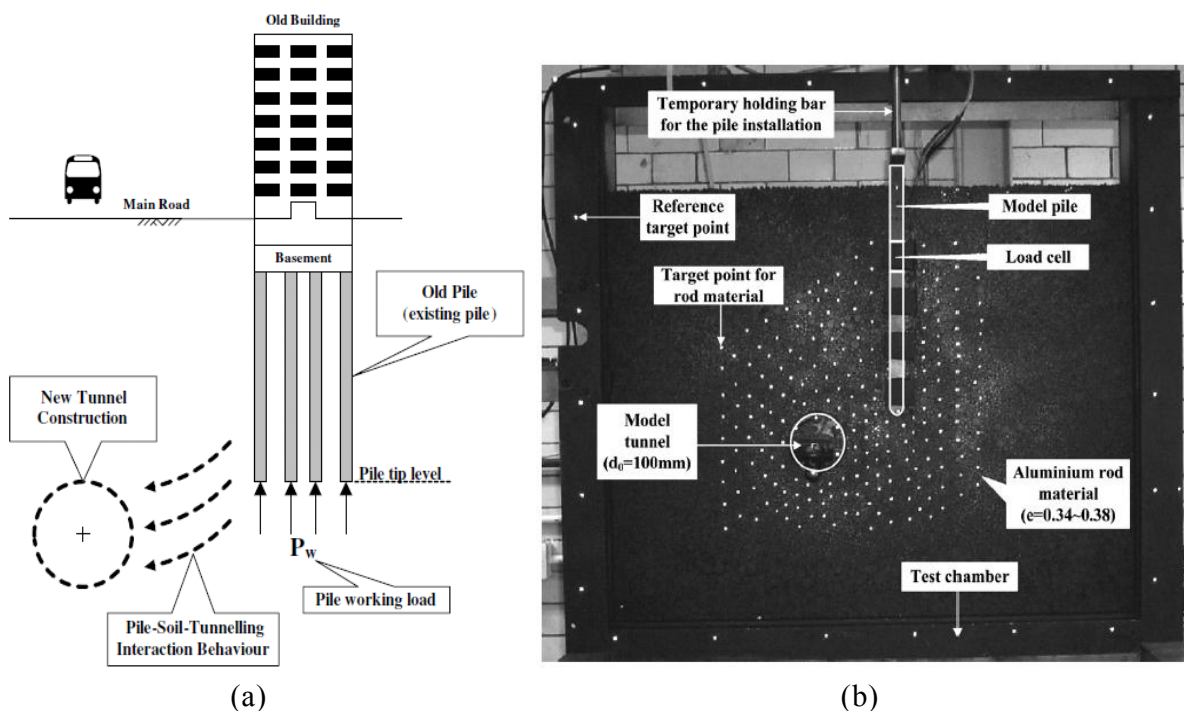 Old Building
Main Road
Basement
Old Pile
(existing pile)
New Tunnel
Construction
Pile tip level
Pw
Pile working load
Pile-Soil-Tunnelling
Interaction Behaviour
(a)
Temporary holding bar
for the pile installation
Reference
target point
Model pile
Load cell
Target point for
rod material
Model
tunnel
(d₀=100mm)
Aluminium rod
material
(e=0.34~0.38)
Test chamber
(b)